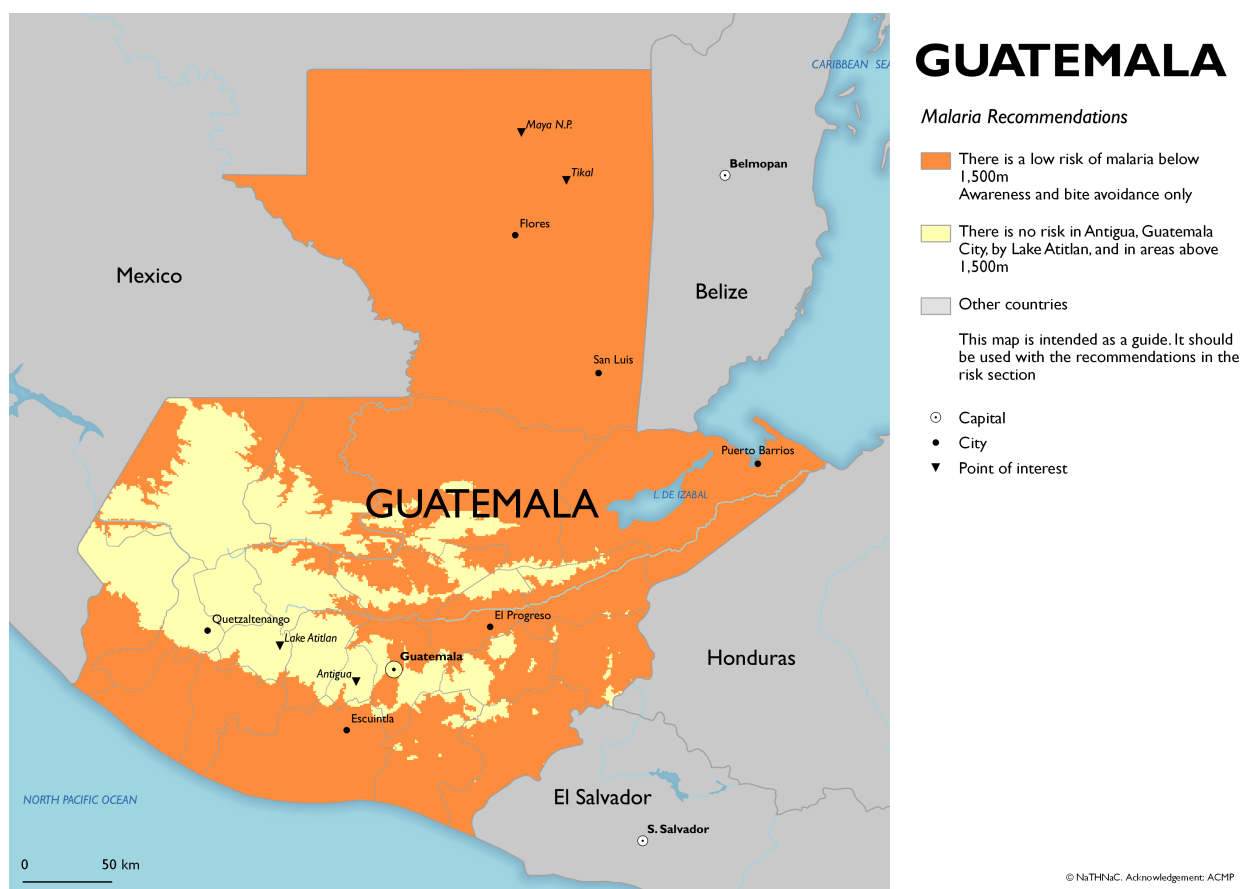 GUATEMALA
Malaria Recommendations
There is a low risk of malaria below
1,500m
Awareness and bite avoidance only
There is no risk in Antigua, Guatemala
City, by Lake Atitlan, and in areas above
1,500m
Other countries
This map is intended as a guide. It should
be used with the recommendations in the
risk section
Capital
City
Point of interest
CARIBBEAN SEA
Maya N.P.
Belmopan
Tikal
Flores
Mexico
Belize
San Luis
Puerto Barrios
GUATEMALA
L. DE IZABAL
El Progreso
Quetzaltenango
Lake Atitlan
Guatemala
Honduras
Antigua
Escuintla
NORTH PACIFIC OCEAN
El Salvador
S. Salvador
0 50 km
© NaTHNaC. Acknowledgement: ACMP